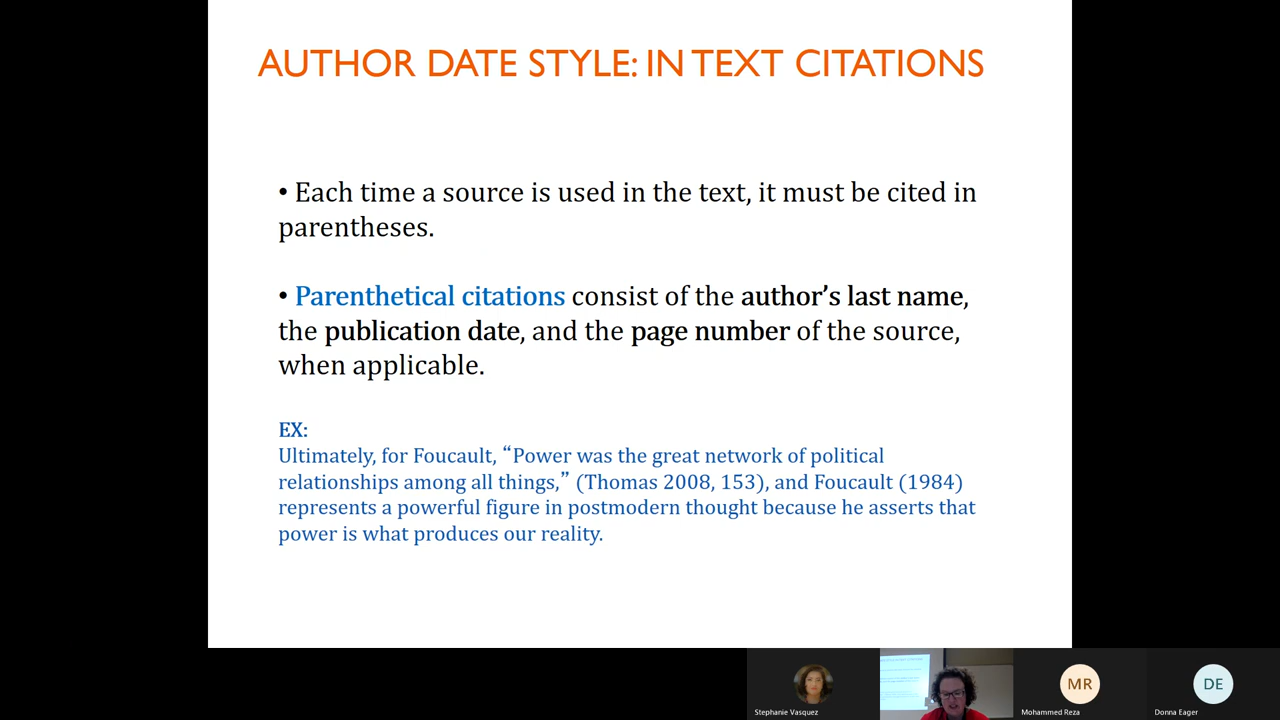 AUTHOR DATE STYLE: IN TEXT CITATIONS
• Each time a source is used in the text, it must be cited in
parentheses.
• Parenthetical citations consist of the author’s last name,
the publication date, and the page number of the source,
when applicable.
EX:
Ultimately, for Foucault, “Power was the great network of political
relationships among all things,” (Thomas 2008, 153), and Foucault (1984)
represents a powerful figure in postmodern thought because he asserts that
power is what produces our reality.
MR
DE
Stephanie Vasquez
Mohammed Reza
Donna Eager